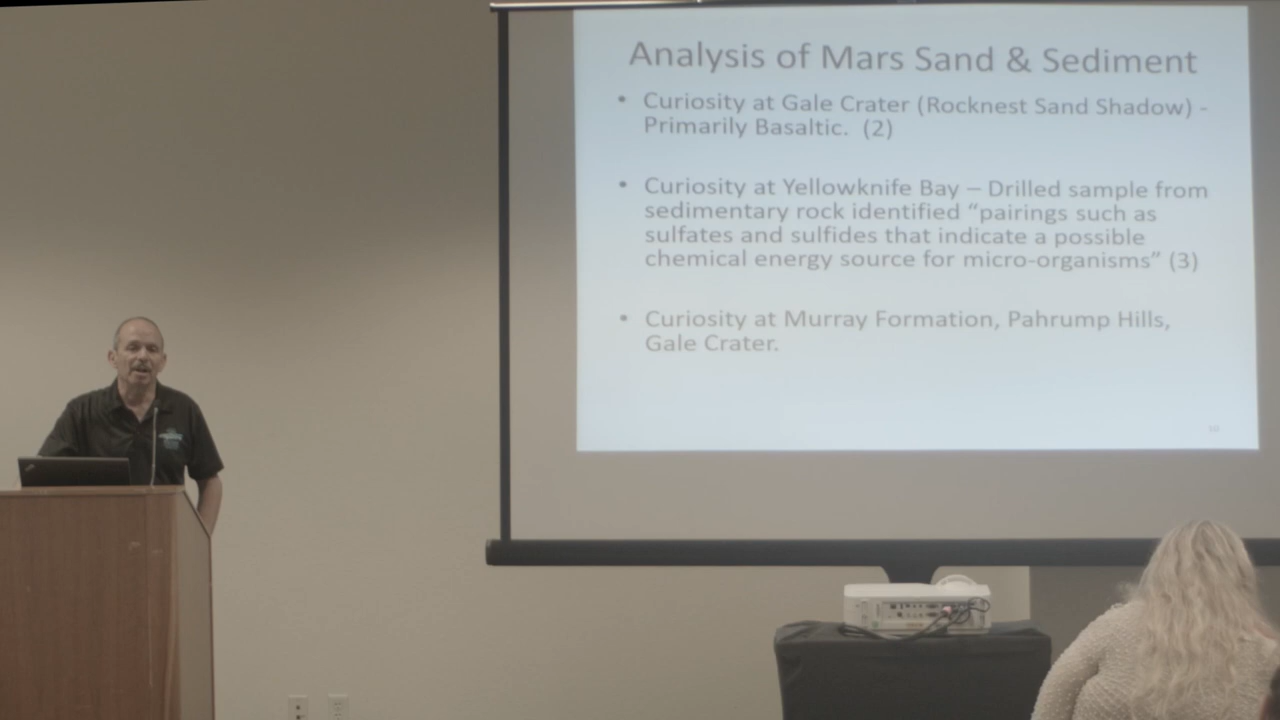 Analysis of Mars Sand & Sediment
• Curiosity at Gale Crater (Rocknest Sand Shadow) -
Primarily Basaltic. (2)
• Curiosity at Yellowknife Bay – Drilled sample from
sedimentary rock identified “pairings such as
sulfates and sulfides that indicate a possible
chemical energy source for micro-organisms” (3)
• Curiosity at Murray Formation, Pahrump Hills,
Gale Crater.